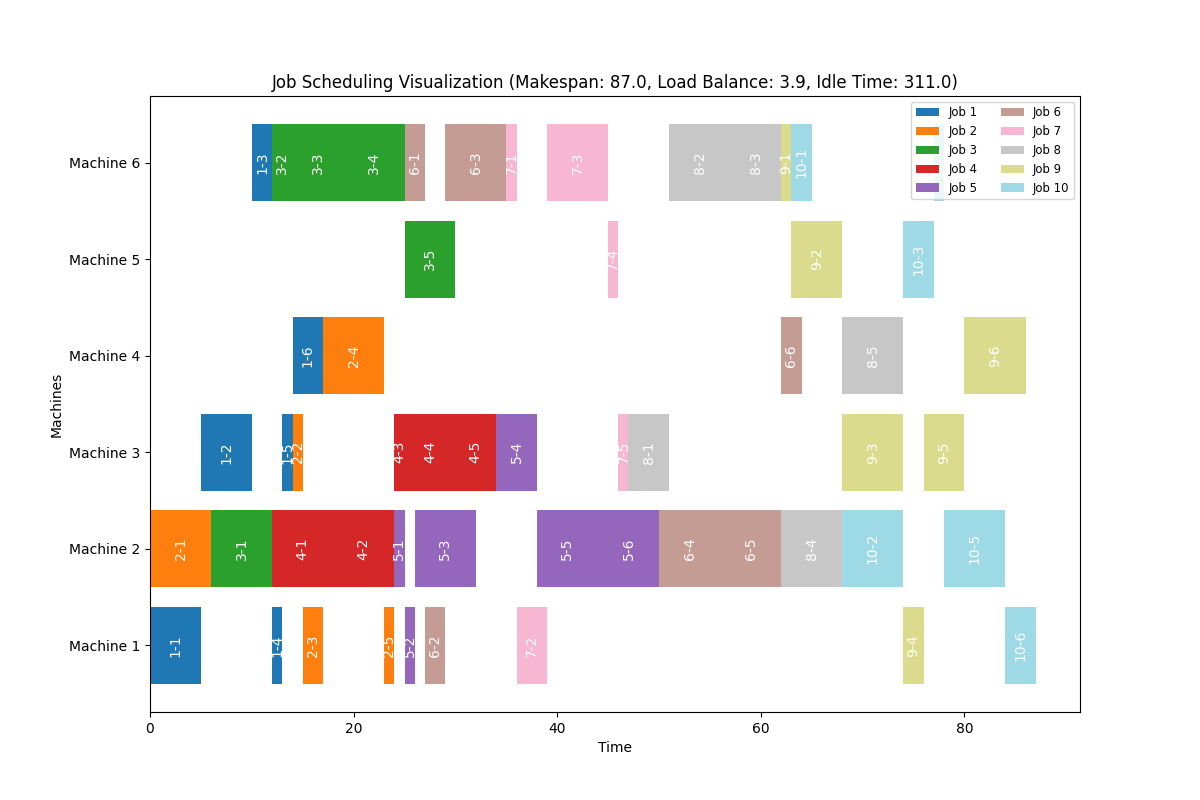 Job Scheduling Visualization (Makespan: 87.0, Load Balance: 3.9, Idle Time: 311.0)
Job 1 Job 6
Job 2 Job 7
Job 3 Job 8
Job 4 Job 9
Job 5 Job 10
Machine 6 1-3 3-2 3-3 3-4 6-1 6-3 7-1 7-3 8-2 8-3 9-1 10-1
Machine 5 3-5 7-4 9-2 10-3
Machine 4 1-6 2-4 6-6 8-5 9-6
Machine 3 1-2 1-5 2-2 4-3 4-4 4-5 5-4 7-5 8-1 9-3 9-5
Machine 2 2-1 3-1 4-1 4-2 5-1 5-3 5-5 5-6 6-4 6-5 8-4 10-2 10-5
Machine 1 1-1 1-4 2-3 2-5 5-2 6-2 7-2 9-4 10-6
Machines
0 20 40 60 80
Time